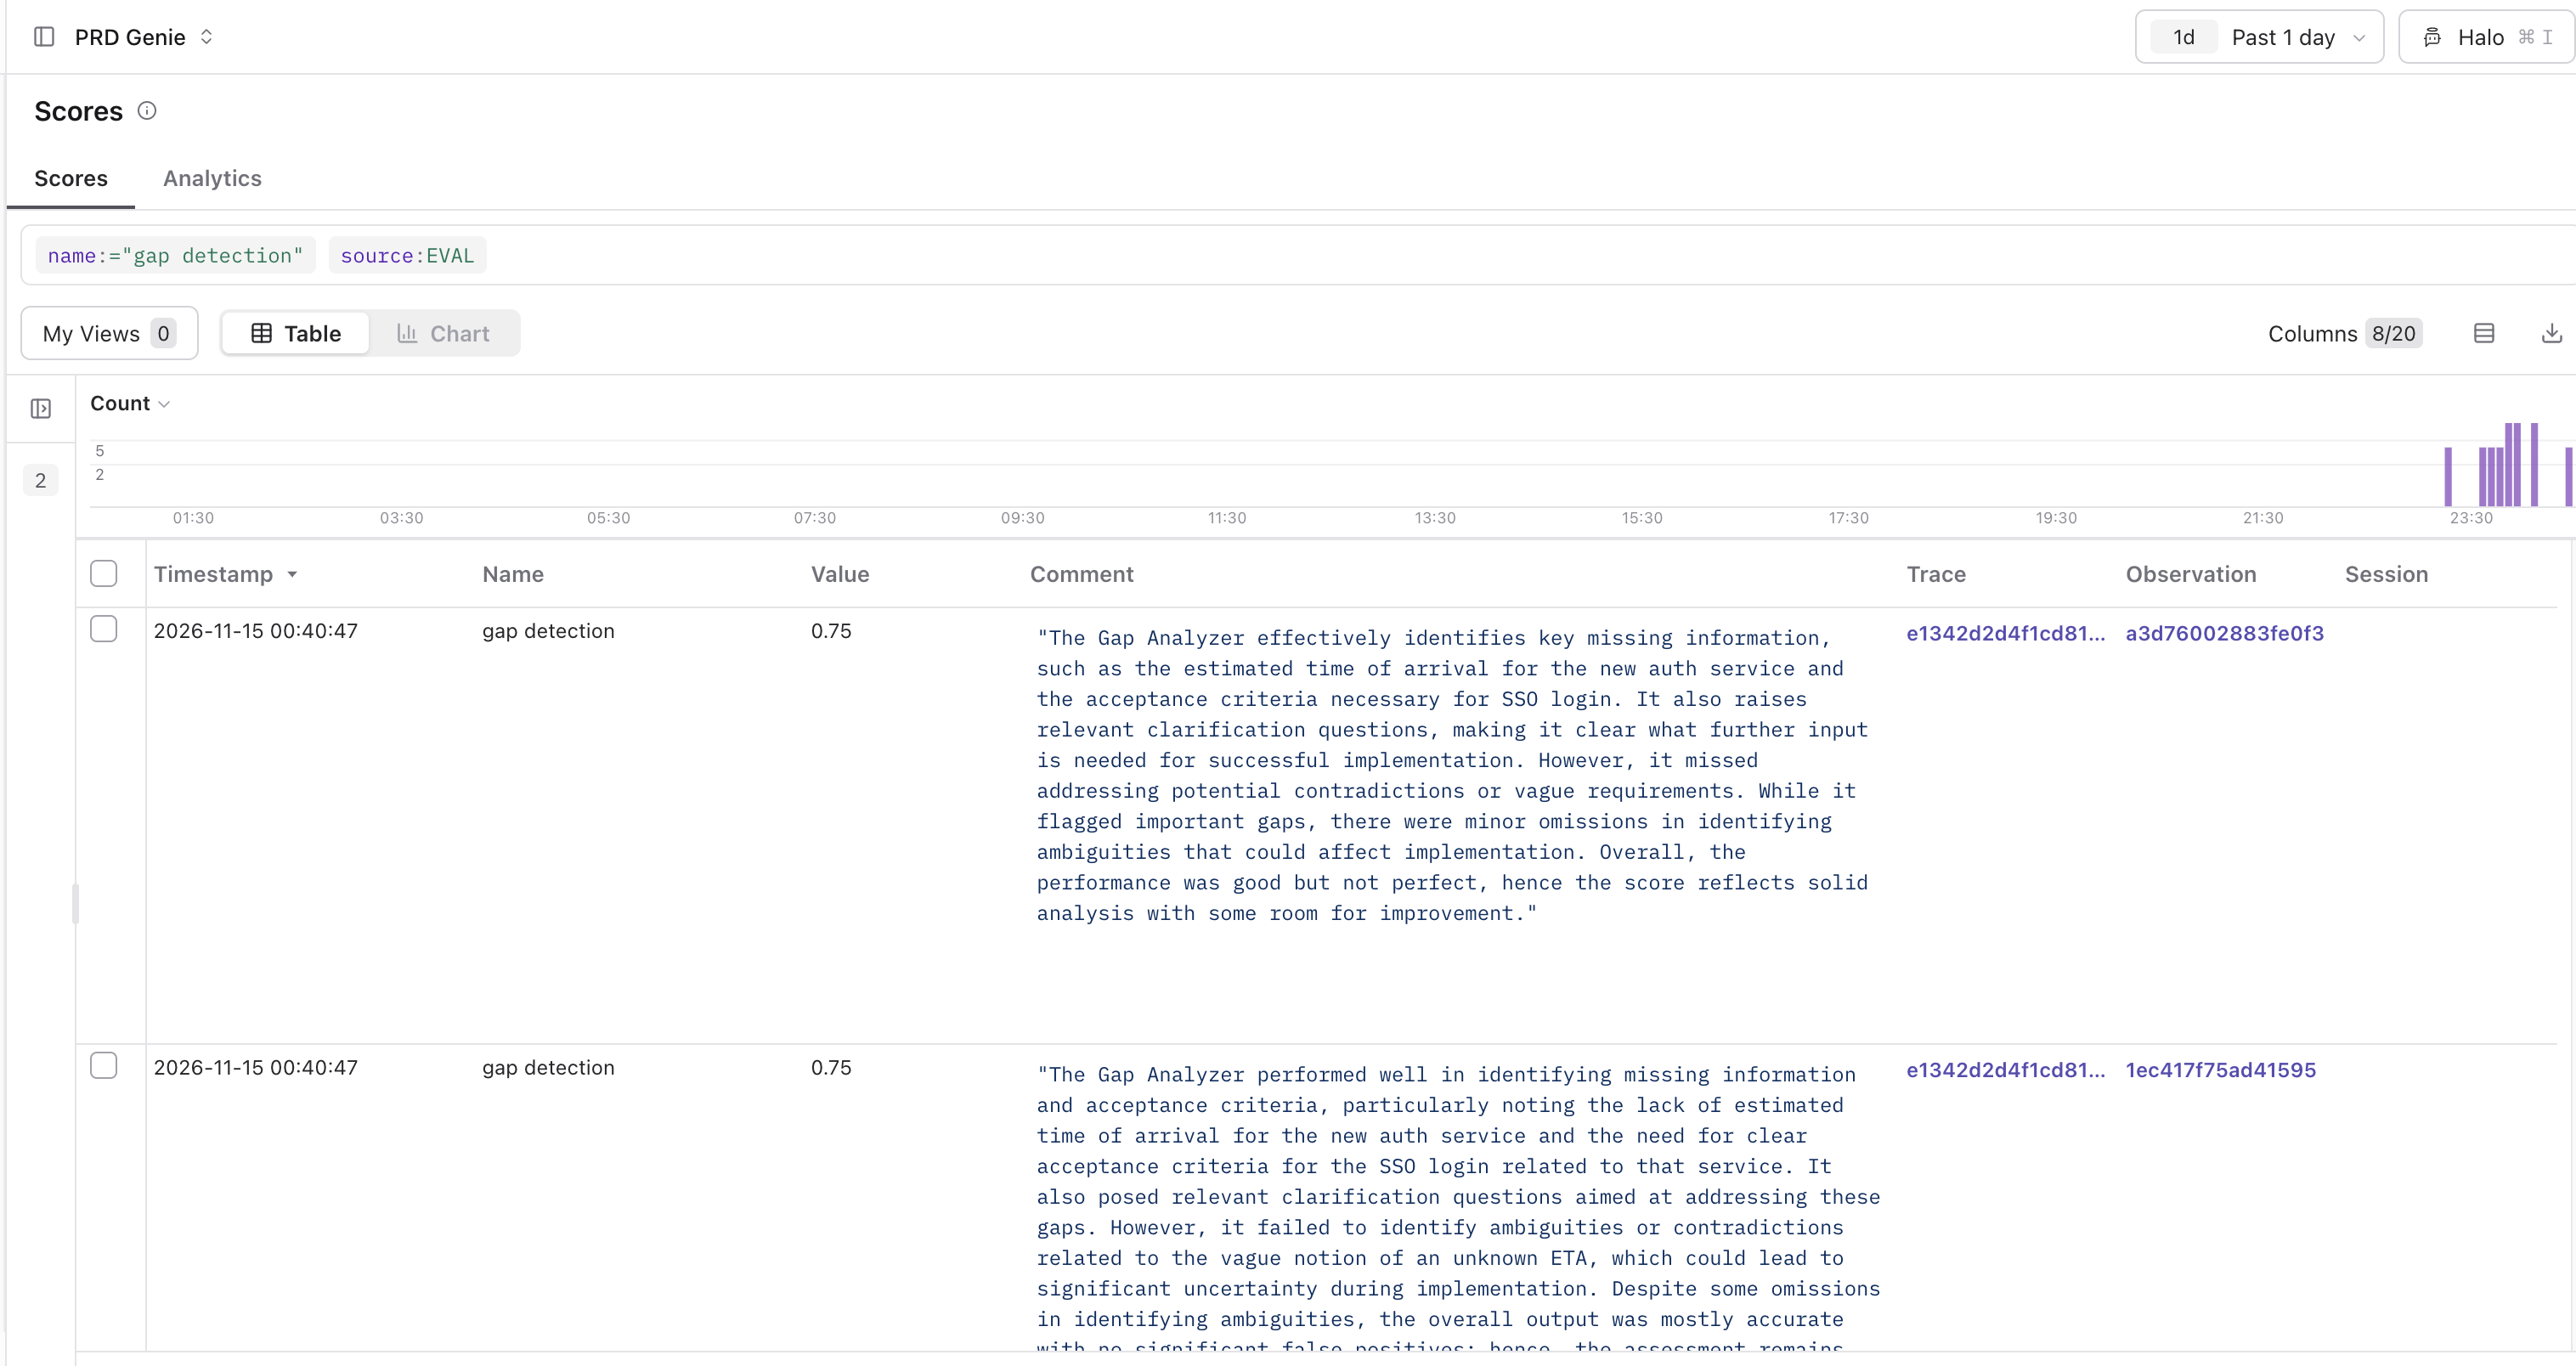 PRD Genie
1d Past 1 day
Halo ⌘ I
Scores
Scores Analytics
name:="gap detection" source:EVAL
My Views 0
Table Chart
Columns 8/20
Count
5
2
2
01:30 03:30 05:30 07:30 09:30 11:30 13:30 15:30 17:30 19:30 21:30 23:30
Timestamp Name Value Comment Trace Observation Session
2026-11-15 00:40:47 gap detection 0.75
"The Gap Analyzer effectively identifies key missing information,
such as the estimated time of arrival for the new auth service and
the acceptance criteria necessary for SSO login. It also raises
relevant clarification questions, making it clear what further input
is needed for successful implementation. However, it missed
addressing potential contradictions or vague requirements. While it
flagged important gaps, there were minor omissions in identifying
ambiguities that could affect implementation. Overall, the
performance was good but not perfect, hence the score reflects solid
analysis with some room for improvement."
e1342d2d4f1cd81... a3d76002883fe0f3
2026-11-15 00:40:47 gap detection 0.75
"The Gap Analyzer performed well in identifying missing information
and acceptance criteria, particularly noting the lack of estimated
time of arrival for the new auth service and the need for clear
acceptance criteria for the SSO login related to that service. It
also posed relevant clarification questions aimed at addressing these
gaps. However, it failed to identify ambiguities or contradictions
related to the vague notion of an unknown ETA, which could lead to
significant uncertainty during implementation. Despite some omissions
in identifying ambiguities, the overall output was mostly accurate
with no significant false positives; hence, the assessment remains
e1342d2d4f1cd81... 1ec417f75ad41595